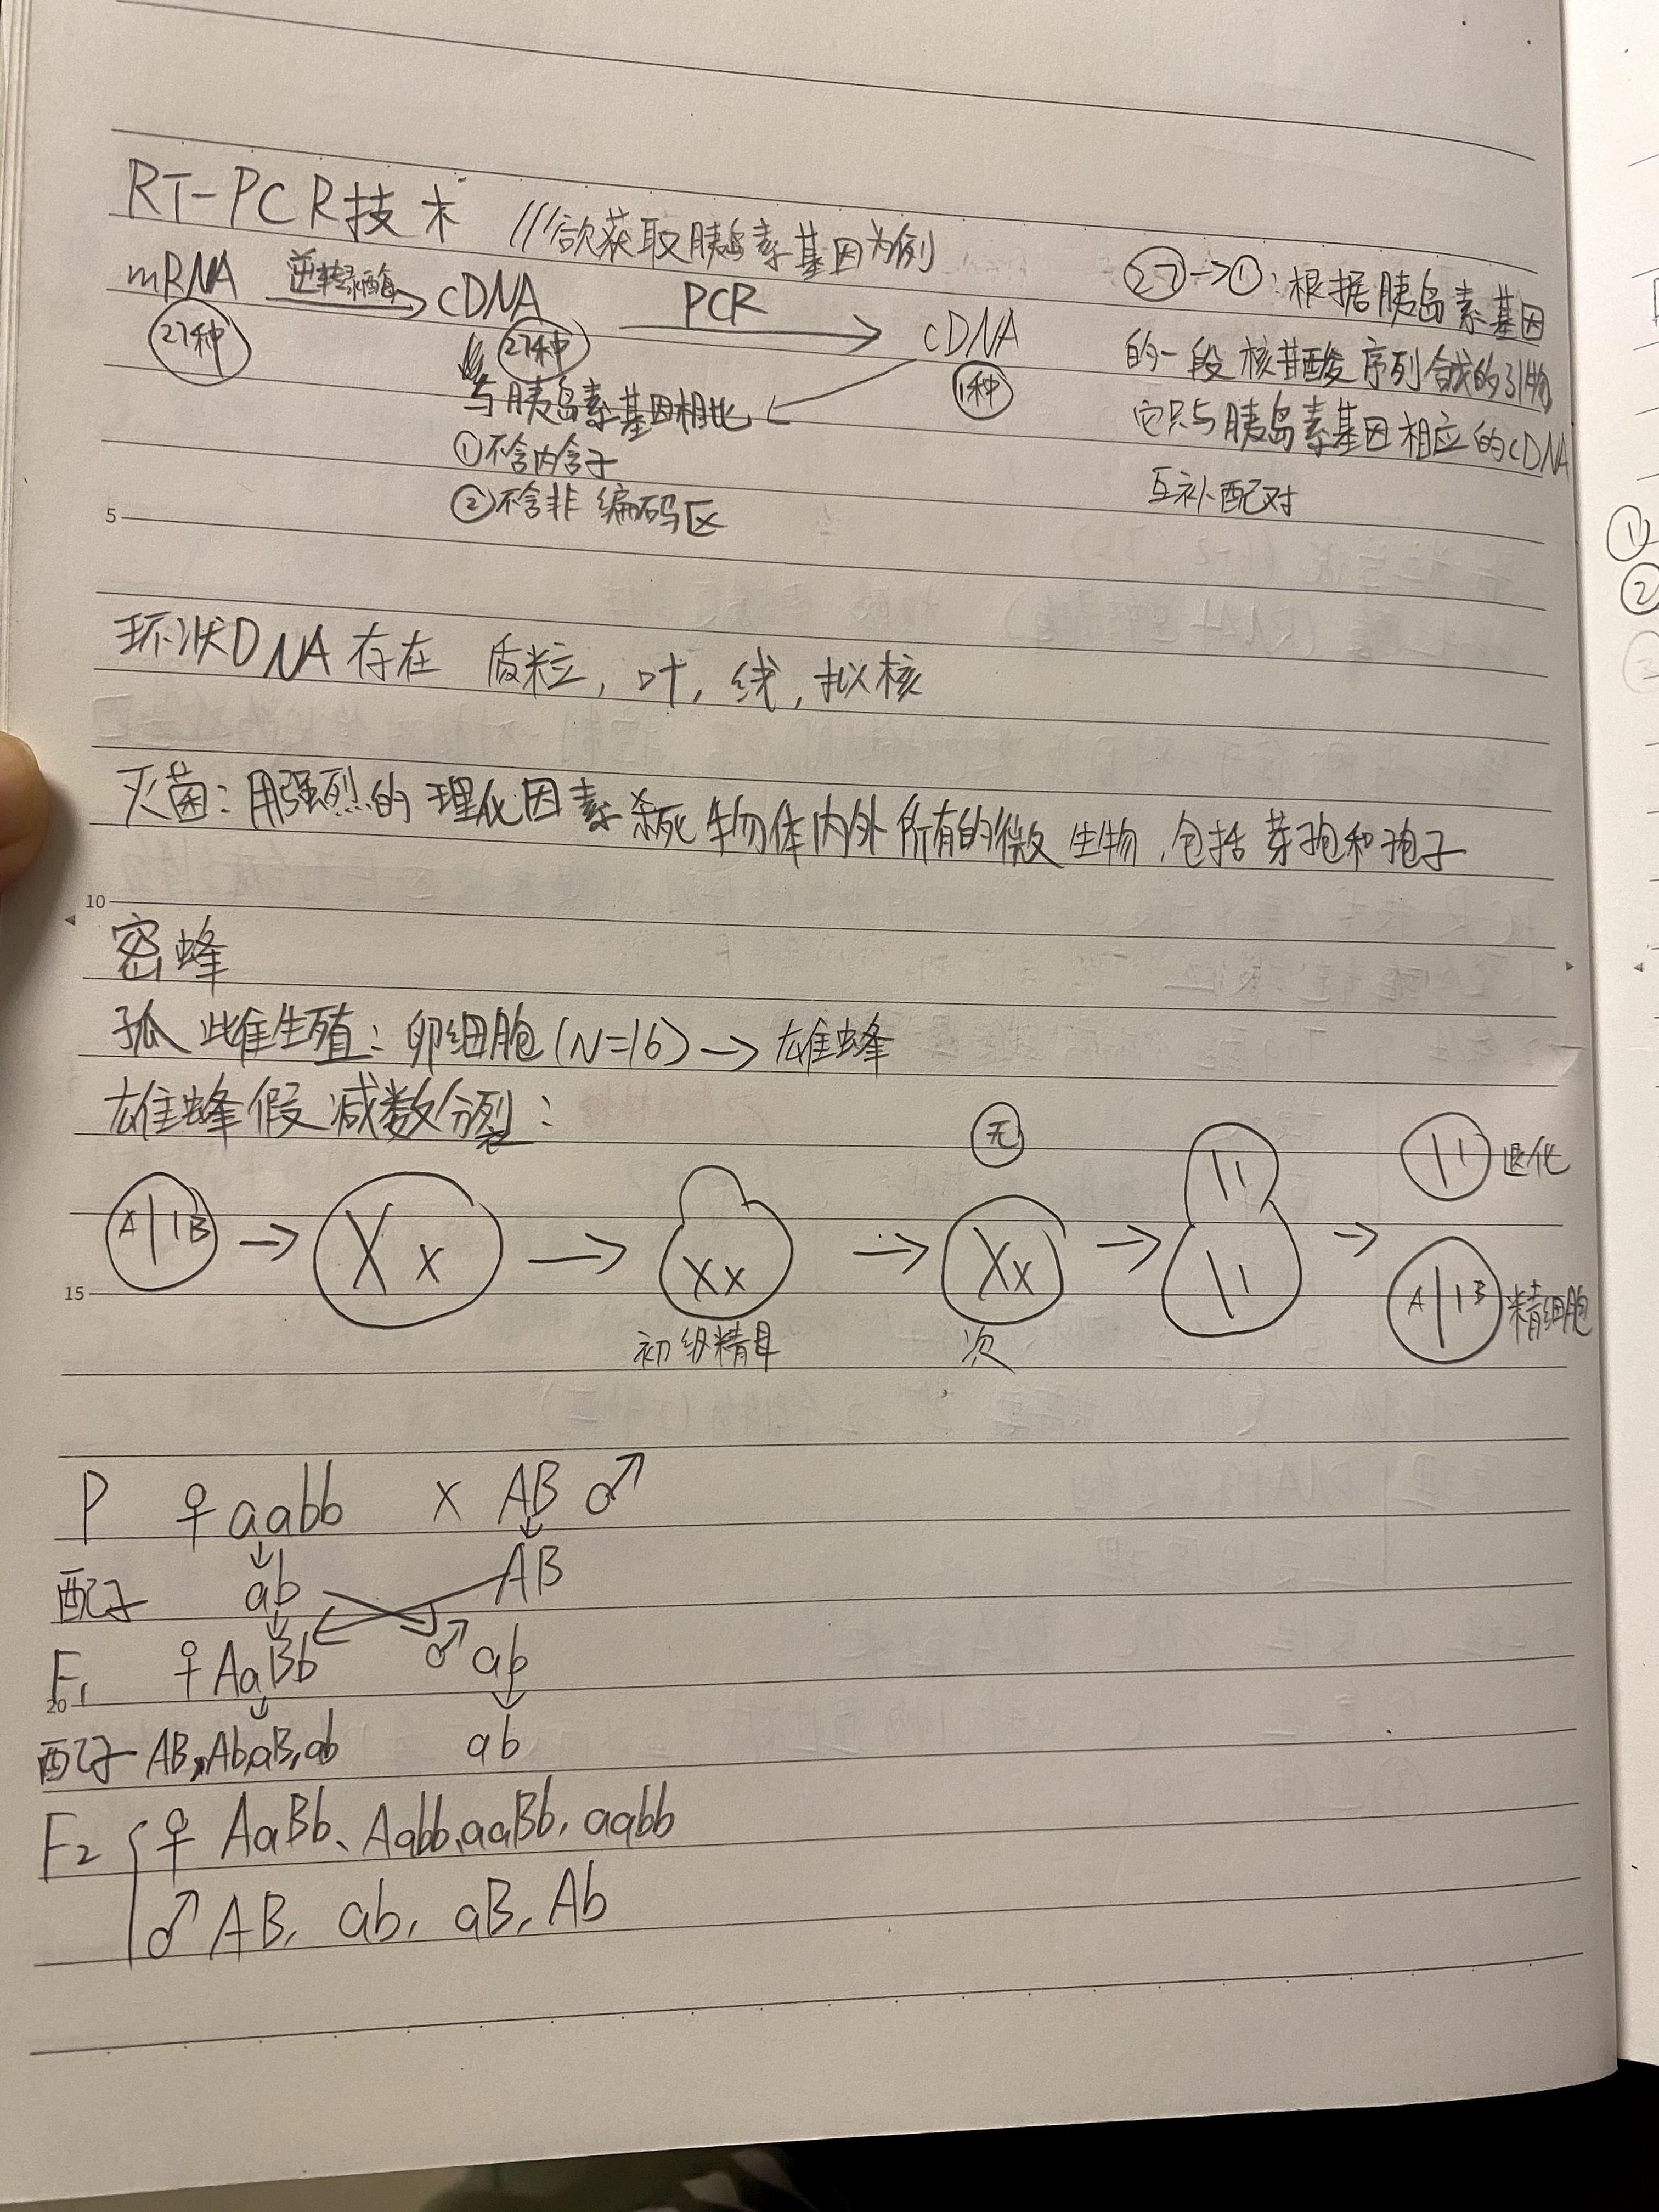 RT-PCR技术 //以获取胰岛素基因为例
mRNA 逆转录酶 cDNA PCR cDNA
②→①:根据胰岛素基因
的一段核苷酸序列合成的引物
它只与胰岛素基因相应的cDNA
互补配对
2种 2种 1种
与胰岛素基因相比
①不含内含子
②不含非编码区
5
环状DNA存在 质粒,叶,线,拟核
灭菌:用强烈的理化因素杀死物体内外所有的微生物,包括芽孢和孢子
10
蜜蜂
孤雌生殖:卵细胞(N=16)→雄蜂
雄蜂假减数分裂:
无
A B → → → → → A B
初级精母 次 精细胞 退化
15
P ♀ aabb × AB ♂
配子 ab AB
F1 ♀ AaBb ♂ ab
20
配子 AB, Ab, aB, ab ab
F2 ♀ AaBb、Aabb, aaBb, aabb
♂ AB, ab, aB, Ab
①
②
③